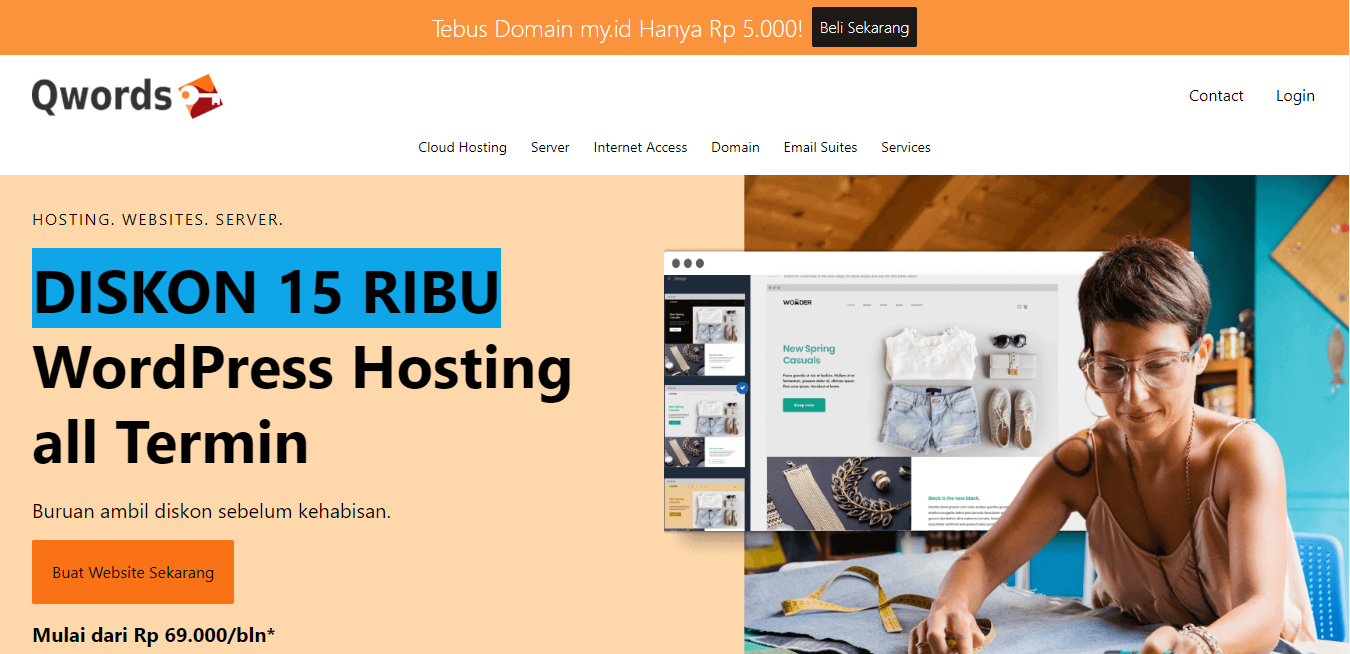 Tebus Domain my.id Hanya Rp 5.000!
Beli Sekarang
Qwords
Contact
Login
Cloud Hosting
Server
Internet Access
Domain
Email Suites
Services
HOSTING. WEBSITES. SERVER.
DISKON 15 RIBU
WordPress Hosting
all Termin
Buruan ambil diskon sebelum kehabisan.
Buat Website Sekarang
Mulai dari Rp 69.000/bln*
Design
WONDER
New Spring
Casuals
Shop now
Black is the new black.